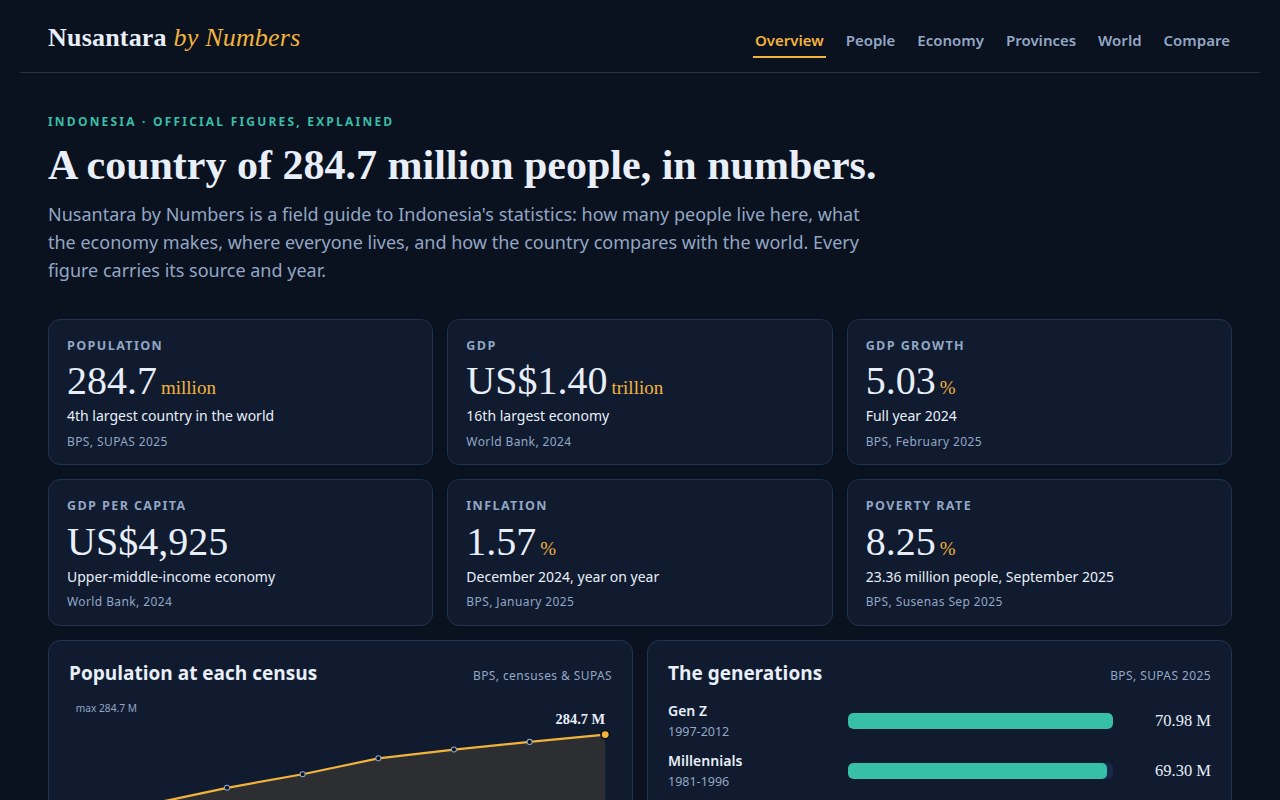 Nusantara by Numbers
Overview People Economy Provinces World Compare
INDONESIA · OFFICIAL FIGURES, EXPLAINED
A country of 284.7 million people, in numbers.
Nusantara by Numbers is a field guide to Indonesia's statistics: how many people live here, what
the economy makes, where everyone lives, and how the country compares with the world. Every
figure carries its source and year.
POPULATION
284.7 million
4th largest country in the world
BPS, SUPAS 2025
GDP
US$1.40 trillion
16th largest economy
World Bank, 2024
GDP GROWTH
5.03 %
Full year 2024
BPS, February 2025
GDP PER CAPITA
US$4,925
Upper-middle-income economy
World Bank, 2024
INFLATION
1.57 %
December 2024, year on year
BPS, January 2025
POVERTY RATE
8.25 %
23.36 million people, September 2025
BPS, Susenas Sep 2025
Population at each census
BPS, censuses & SUPAS
max 284.7 M
284.7 M
The generations
BPS, SUPAS 2025
Gen Z
1997-2012
70.98 M
Millennials
1981-1996
69.30 M